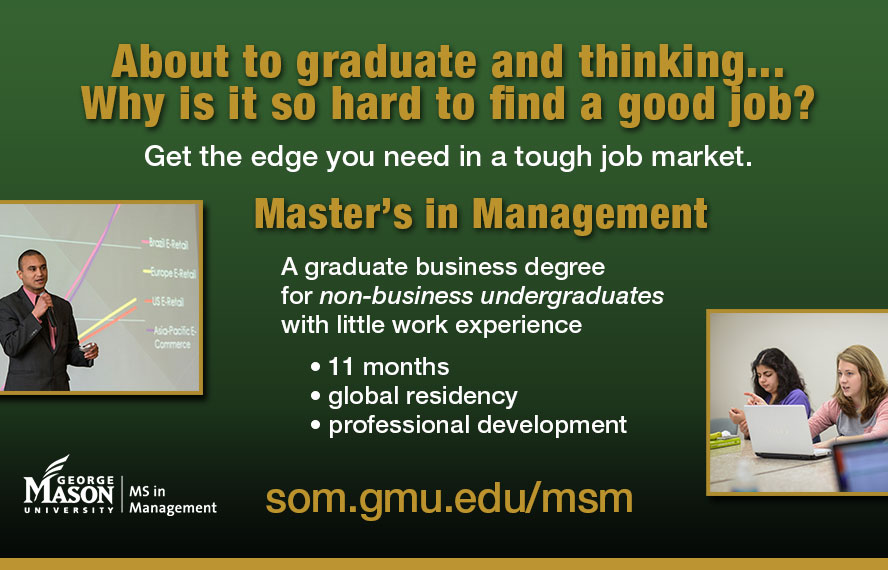 About to graduate and thinking...
Why is it so hard to find a good job?
Get the edge you need in a tough job market.
Master's in Management
Brazil E-Retail
Europe E-Retail
US E-Retail
Asia-Pacific E-
Commerce
A graduate business degree
for non-business undergraduates
with little work experience
• 11 months
• global residency
• professional development
GEORGE
MASON
UNIVERSITY
MS in
Management
som.gmu.edu/msm